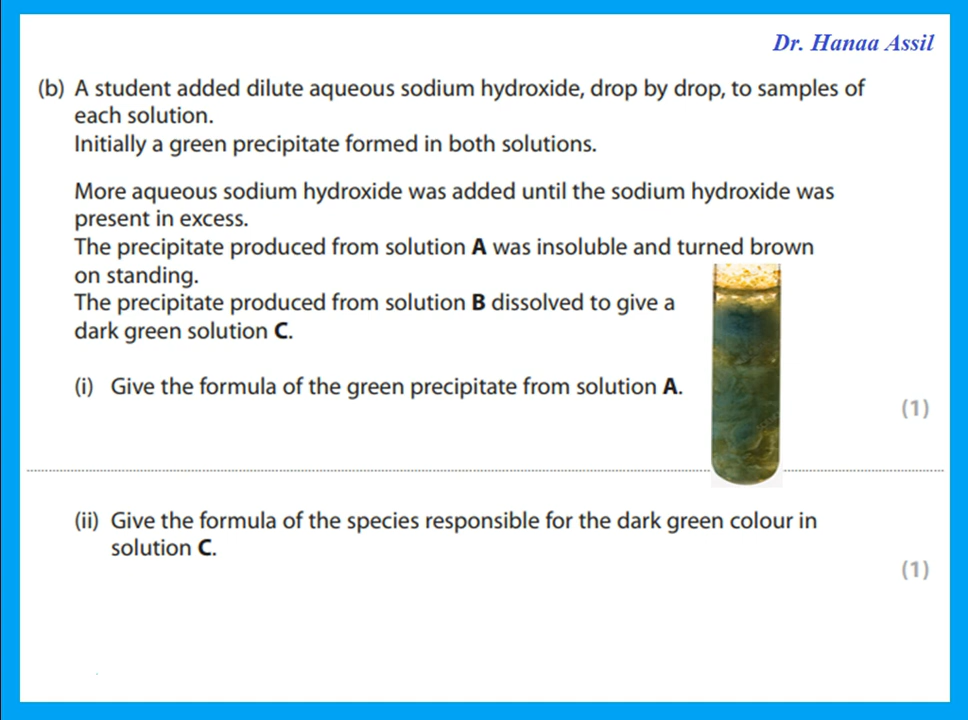 Dr. Hanaa Assil
(b) A student added dilute aqueous sodium hydroxide, drop by drop, to samples of
each solution.
Initially a green precipitate formed in both solutions.
More aqueous sodium hydroxide was added until the sodium hydroxide was
present in excess.
The precipitate produced from solution A was insoluble and turned brown
on standing.
The precipitate produced from solution B dissolved to give a
dark green solution C.
(i) Give the formula of the green precipitate from solution A.
(1)
(ii) Give the formula of the species responsible for the dark green colour in
solution C.
(1)